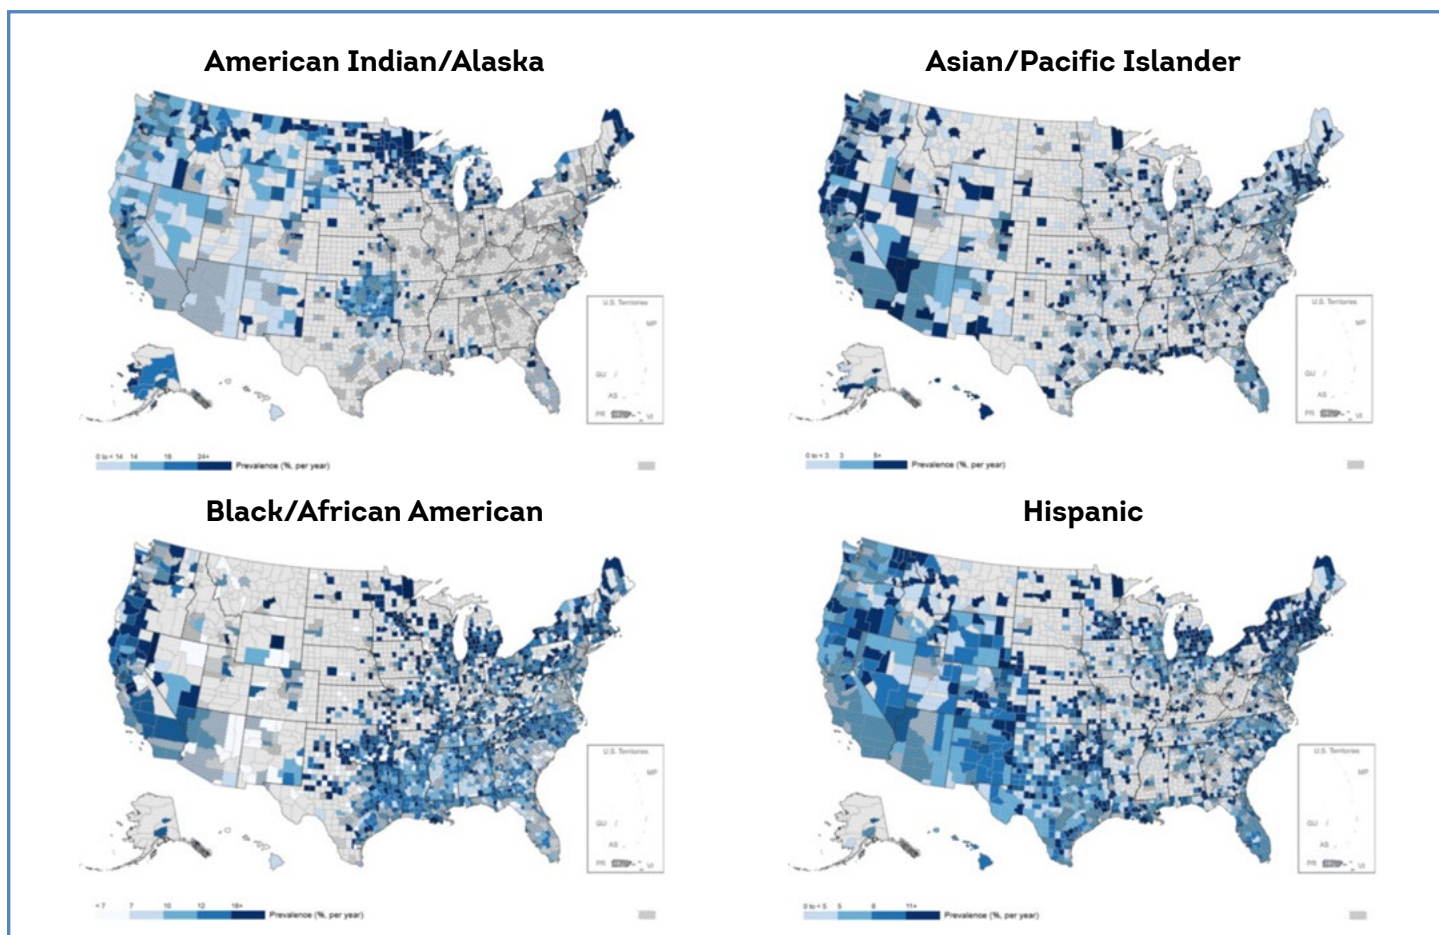 American Indian/Alaska
Asian/Pacific Islander
U.S. Territories
MP
GU
AS
PR
VI
U.S. Territories
MP
GU
AS
PR
VI
0 to < 14 14 18 24+ Prevalence (%, per year)
0 to < 3 3 6+ Prevalence (%, per year)
Black/African American
Hispanic
U.S. Territories
MP
GU
AS
PR
VI
U.S. Territories
MP
GU
AS
PR
VI
< 7 7 10 12 16+ Prevalence (%, per year)
0 to < 5 5 8 11+ Prevalence (%, per year)